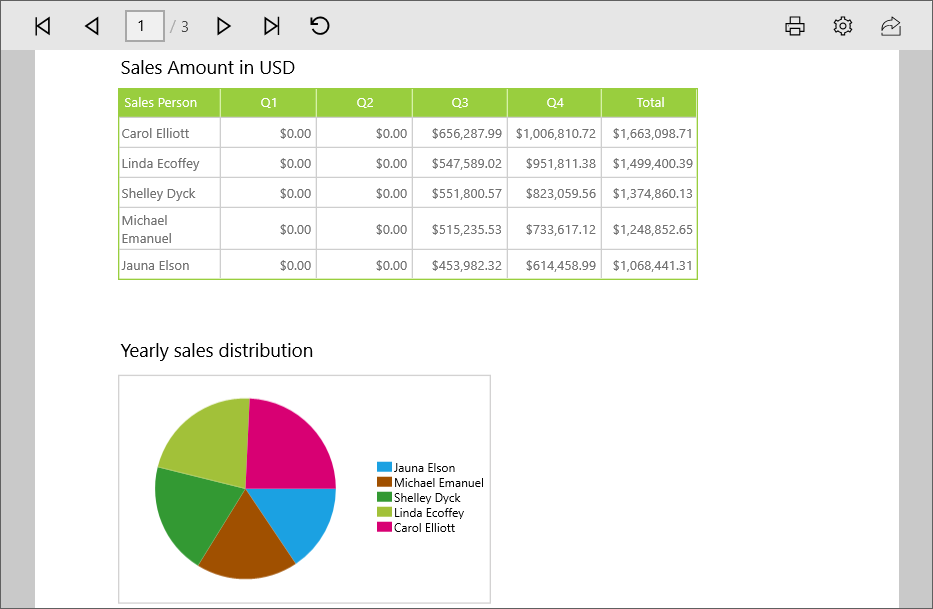 1 / 3
Sales Amount in USD
Sales Person Q1 Q2 Q3 Q4 Total
Carol Elliott $0.00 $0.00 $656,287.99 $1,006,810.72 $1,663,098.71
Linda Ecoffey $0.00 $0.00 $547,589.02 $951,811.38 $1,499,400.39
Shelley Dyck $0.00 $0.00 $551,800.57 $823,059.56 $1,374,860.13
Michael
Emanuel $0.00 $0.00 $515,235.53 $733,617.12 $1,248,852.65
Jauna Elson $0.00 $0.00 $453,982.32 $614,458.99 $1,068,441.31
Yearly sales distribution
Jauna Elson
Michael Emanuel
Shelley Dyck
Linda Ecoffey
Carol Elliott